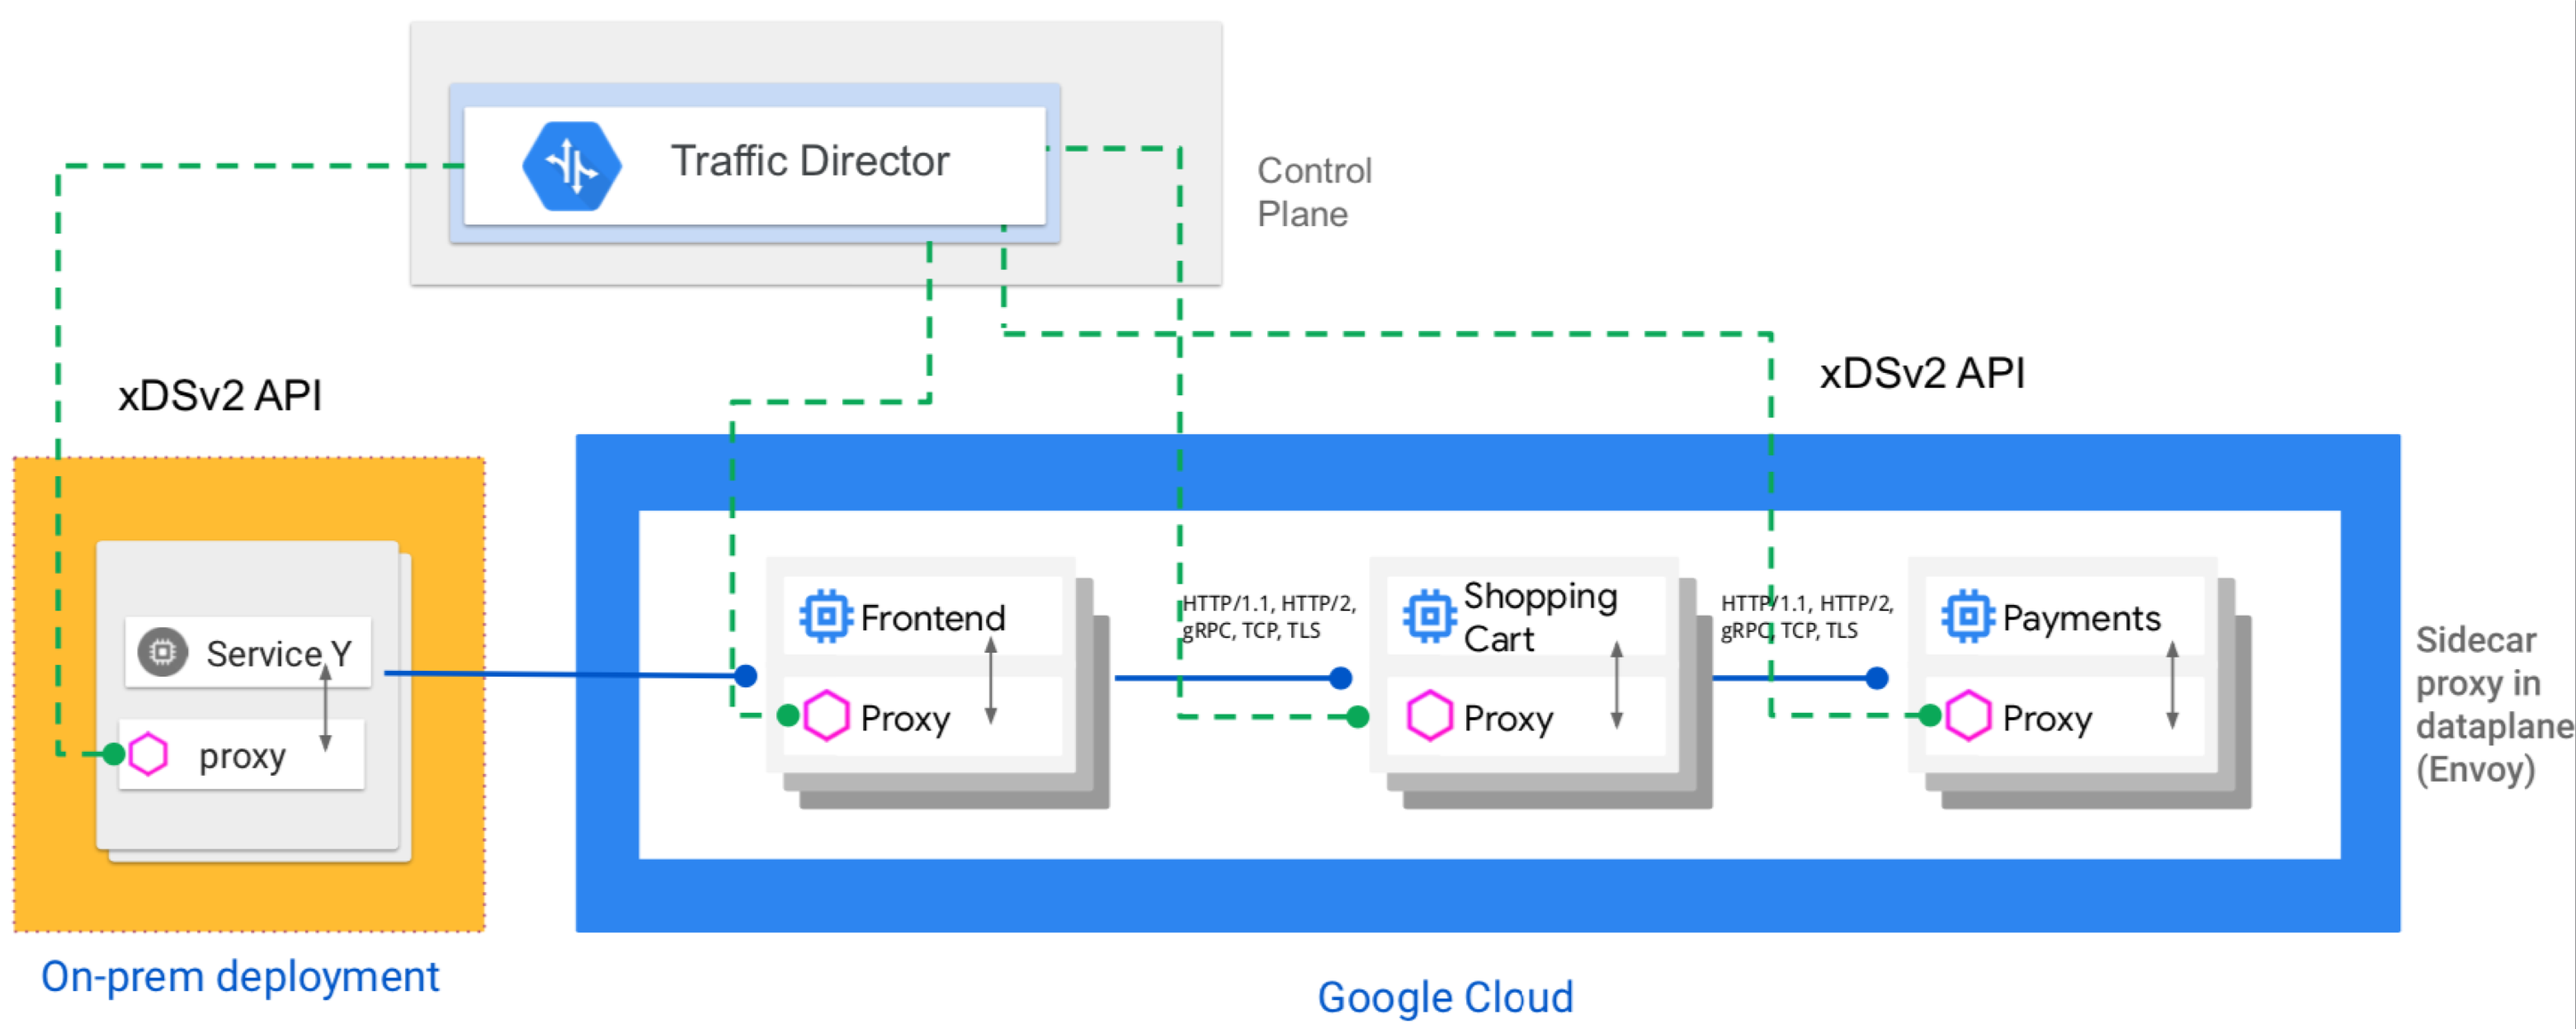 Traffic Director
Control
Plane
xDSv2 API
xDSv2 API
Service Y
proxy
Frontend
Proxy
HTTP/1.1, HTTP/2,
gRPC, TCP, TLS
Shopping
Cart
Proxy
HTTP/1.1, HTTP/2,
gRPC, TCP, TLS
Payments
Proxy
Sidecar
proxy in
dataplane
(Envoy)
On-prem deployment
Google Cloud